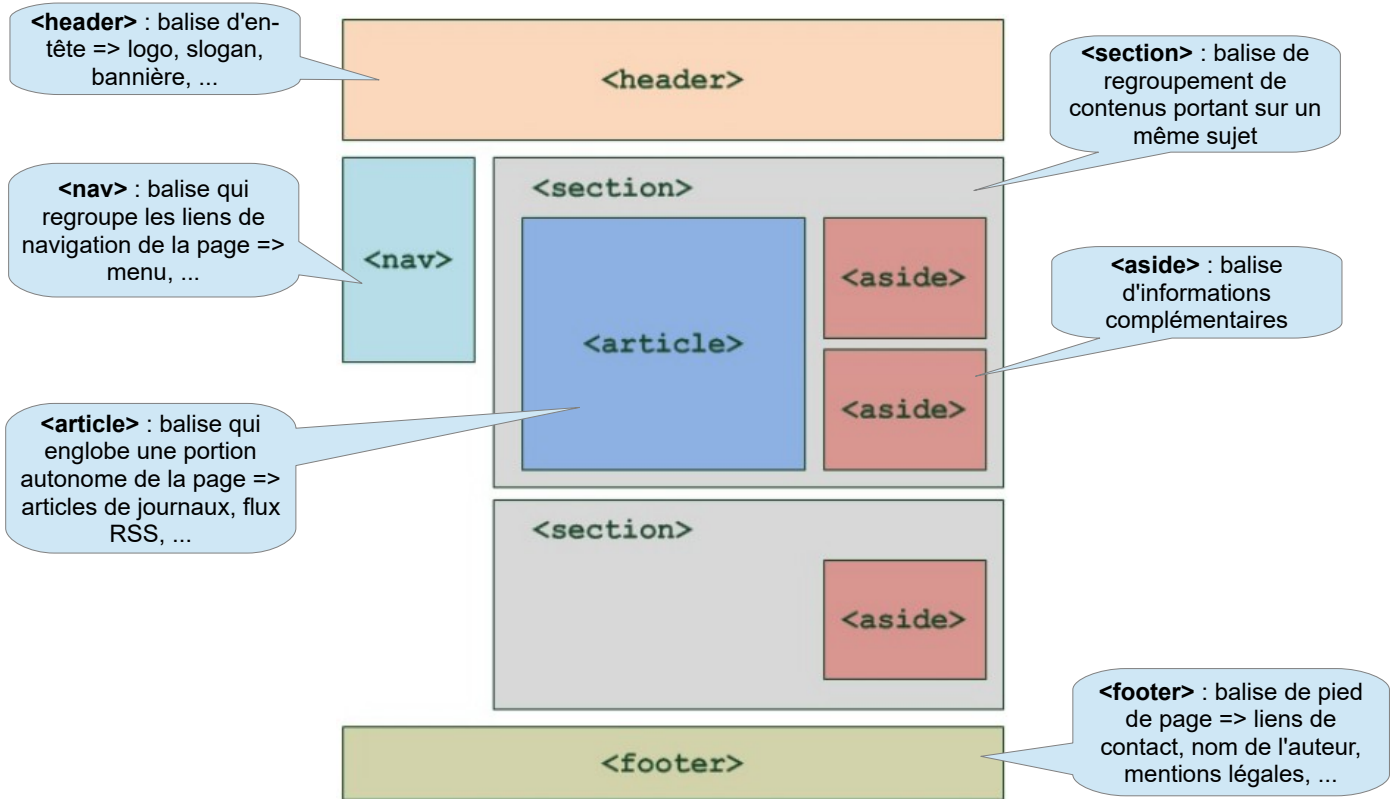 <header> : balise d'en-
tête => logo, slogan,
bannière, ...
<header>
<section> : balise de
regroupement de
contenus portant sur un
même sujet
<nav> : balise qui
regroupe les liens de
navigation de la page =>
menu, ...
<nav>
<section>
<article>
<aside>
<aside>
<aside> : balise
d'informations
complémentaires
<article> : balise qui
englobe une portion
autonome de la page =>
articles de journaux, flux
RSS, ...
<section>
<aside>
<footer>
<footer> : balise de pied
de page => liens de
contact, nom de l'auteur,
mentions légales, ...